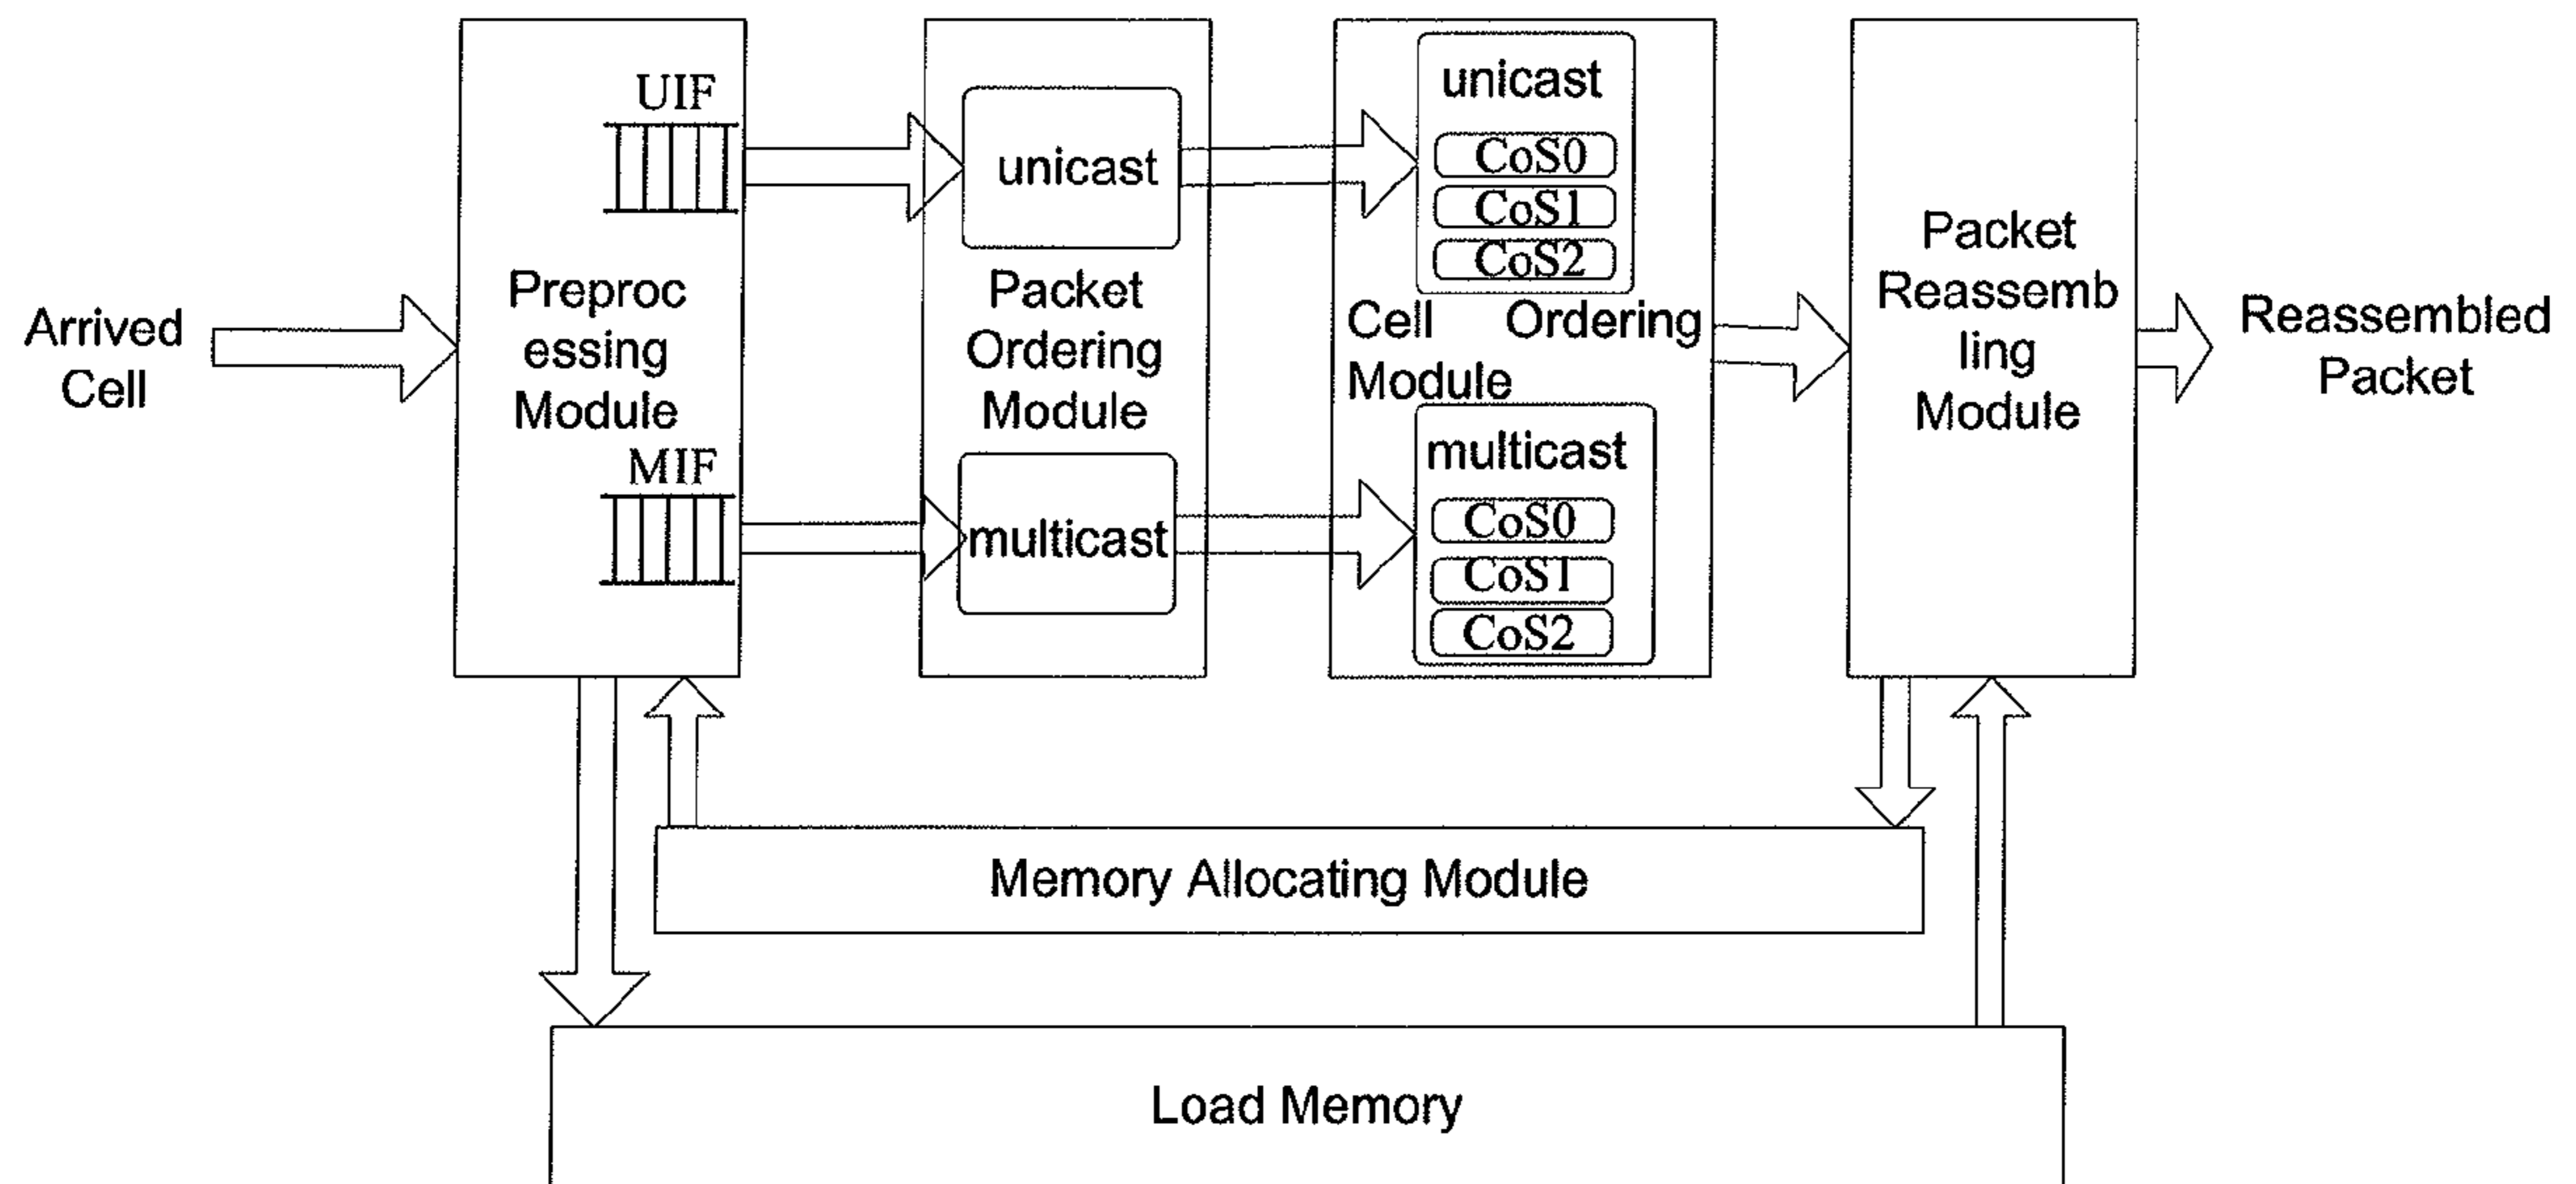 Arrived
Cell
UIF
Preproc
essing
Module
MIF
unicast
Packet
Ordering
Module
multicast
unicast
CoS0
CoS1
CoS2
Cell Ordering
Module
multicast
CoS0
CoS1
CoS2
Packet
Reassemb
ling
Module
Reassembled
Packet
Memory Allocating Module
Load Memory